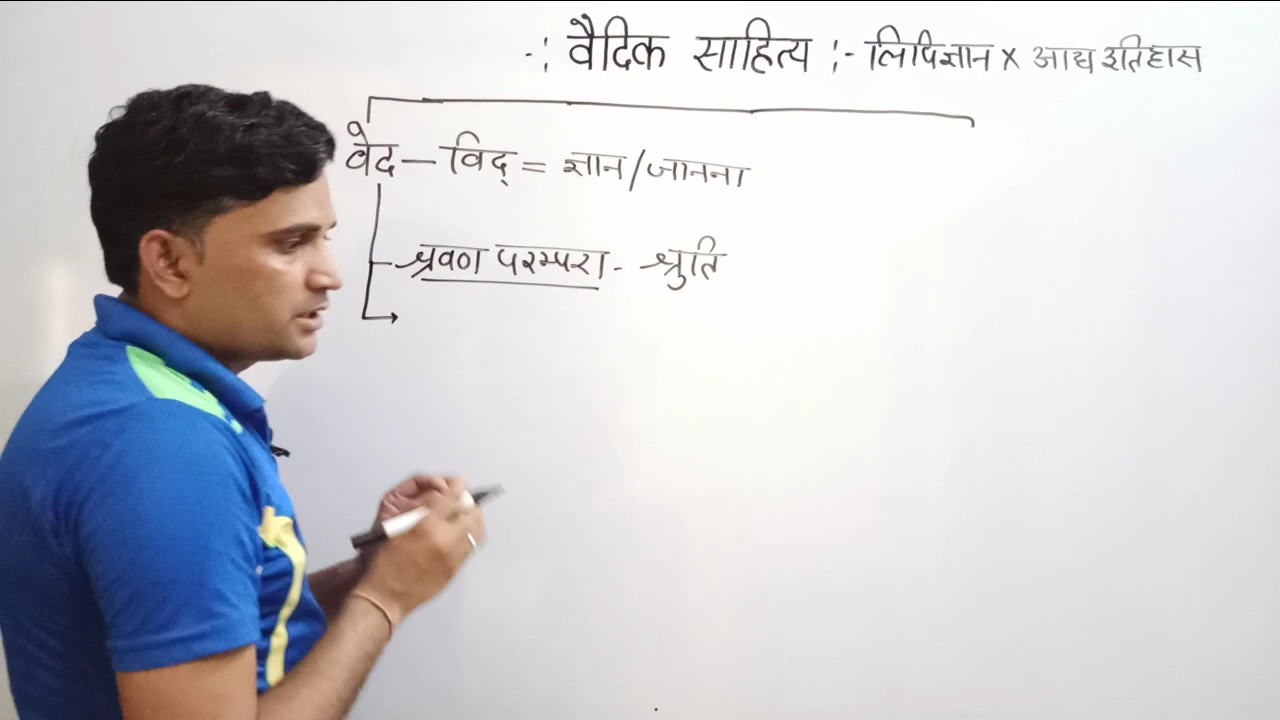 -: वैदिक साहित्य :- लिपिज्ञान × आद्य इतिहास
वेद — विद् = ज्ञान/जानना
श्रवण परम्परा - श्रुति